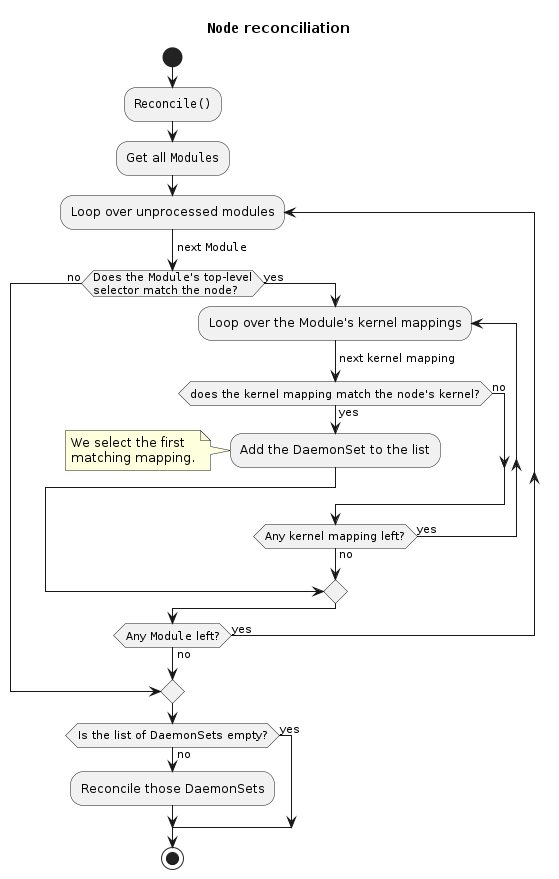 Node reconciliation
Reconcile()
Get all Modules
Loop over unprocessed modules
next Module
no
Does the Module's top-level
selector match the node?
yes
Loop over the Module's kernel mappings
next kernel mapping
does the kernel mapping match the node's kernel?
no
yes
We select the first
matching mapping.
Add the DaemonSet to the list
Any kernel mapping left?
yes
no
Any Module left?
yes
no
Is the list of DaemonSets empty?
yes
no
Reconcile those DaemonSets